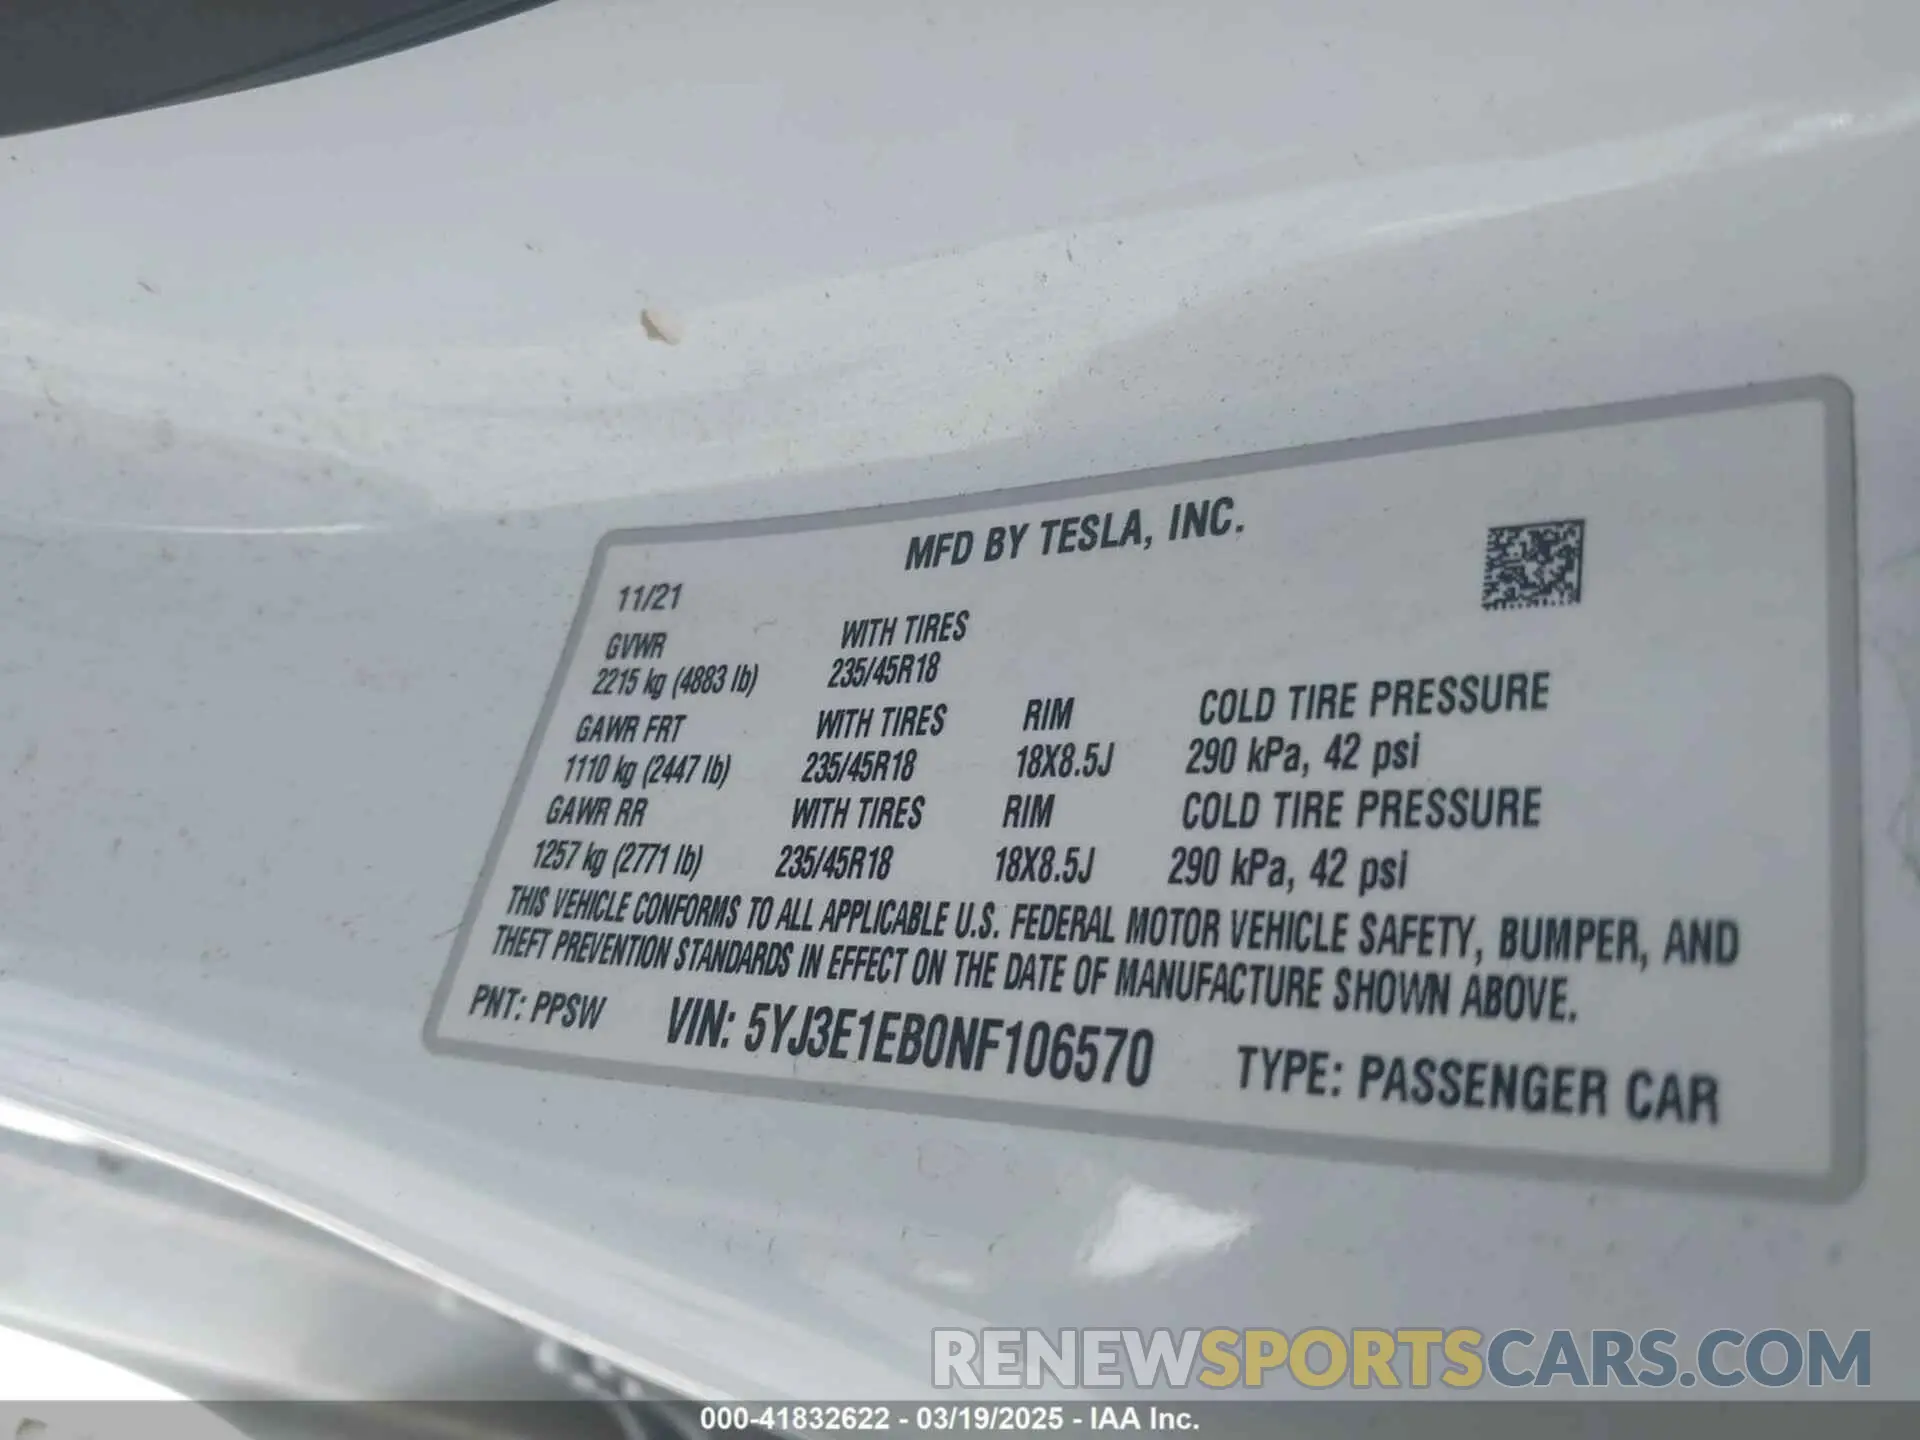 MFD BY TESLA, INC.
11/21
GVWR WITH TIRES
2215 kg (4883 lb) 235/45R18
GAWR FRT WITH TIRES RIM COLD TIRE PRESSURE
1110 kg (2447 lb) 235/45R18 18X8.5J 290 kPa, 42 psi
GAWR RR WITH TIRES RIM COLD TIRE PRESSURE
1257 kg (2771 lb) 235/45R18 18X8.5J 290 kPa, 42 psi
THIS VEHICLE CONFORMS TO ALL APPLICABLE U.S. FEDERAL MOTOR VEHICLE SAFETY, BUMPER, AND
THEFT PREVENTION STANDARDS IN EFFECT ON THE DATE OF MANUFACTURE SHOWN ABOVE.
PNT: PPSW VIN: 5YJ3E1EB0NF106570 TYPE: PASSENGER CAR
RENEWSPORTSCARS.COM
000-41832622 - 03/19/2025 - IAA Inc.